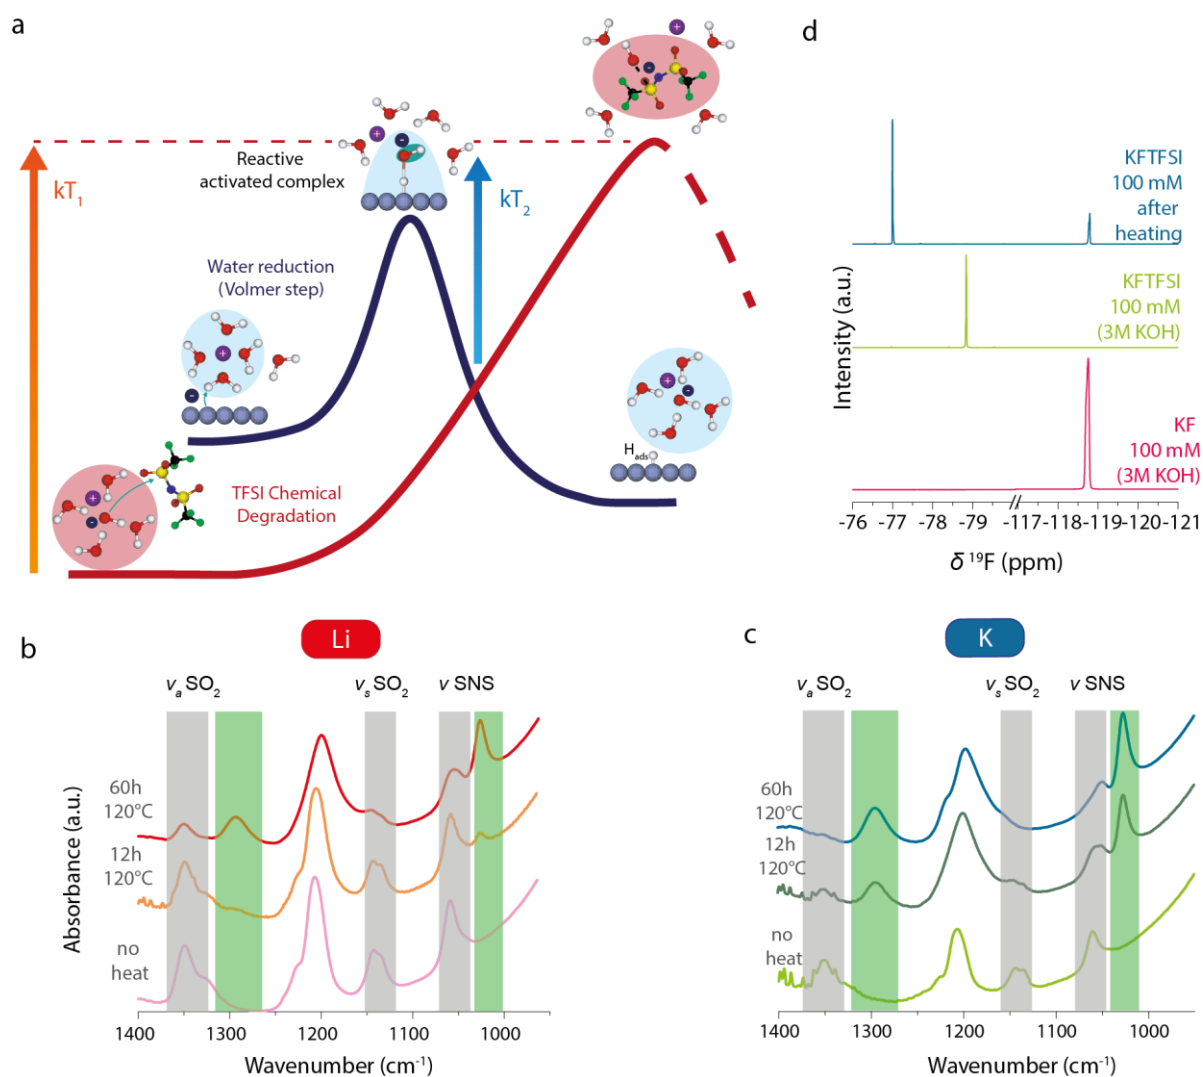 a
kT1
Reactive
activated complex
kT2
Water reduction
(Volmer step)
Hads
TFSI Chemical
Degradation
+
-
d
Intensity (a.u.)
KFTFSI
100 mM
after
heating
KFTFSI
100 mM
(3M KOH)
KF
100 mM
(3M KOH)
-76 -77 -78 -79 -117 -118 -119 -120 -121
δ 19F (ppm)
b
Li
νa SO2 νs SO2 ν SNS
Absorbance (a.u.)
60h
120°C
12h
120°C
no
heat
1400 1300 1200 1100 1000
Wavenumber (cm-1)
c
K
νa SO2 νs SO2 ν SNS
60h
120°C
12h
120°C
no
heat
1400 1300 1200 1100 1000
Wavenumber (cm-1)